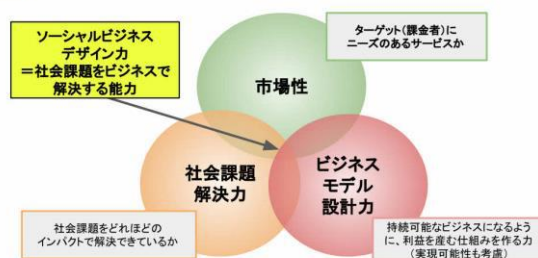 ソーシャルビジネス
デザイン力
＝社会課題をビジネスで
解決する能力
ターゲット（課金者）に
ニーズのあるサービスか
市場性
社会課題
解決力
ビジネス
モデル
設計力
社会課題をどれほどの
インパクトで解決できているか
持続可能なビジネスになるよう
に、利益を産む仕組みを作る力
（実現可能性も考慮）